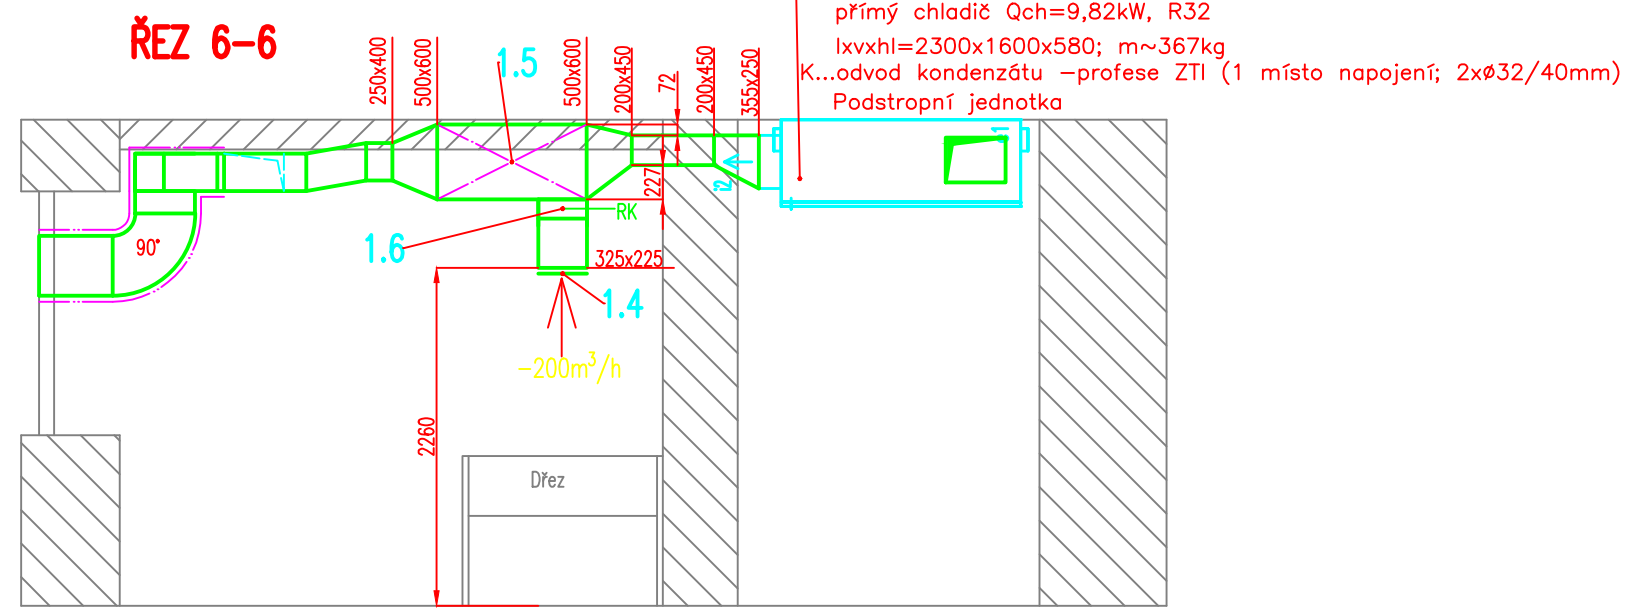 přímý chladič Qch=9,82kW, R32
ŘEZ 6-6
lxvxhl=2300x1600x580; m~367kg
K...odvod kondenzátu -profese ZTI (1 místo napojení; 2xø32/40mm)
Podstropní jednotka
250x400
500x600
1.5
500x600
200x450
72
200x450
355x250
i2
227
RK
90°
1.6
325x225
1.4
-200m³/h
2260
Dřez